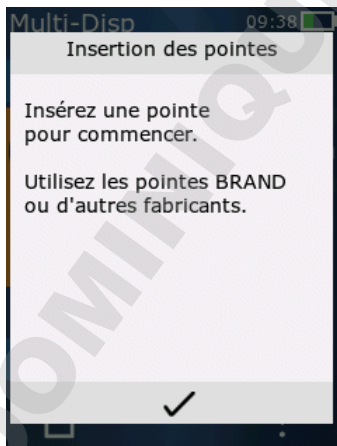 Multi-Disp 09:38
Insertion des pointes
Insérez une pointe
pour commencer.
Utilisez les pointes BRAND
ou d'autres fabricants.